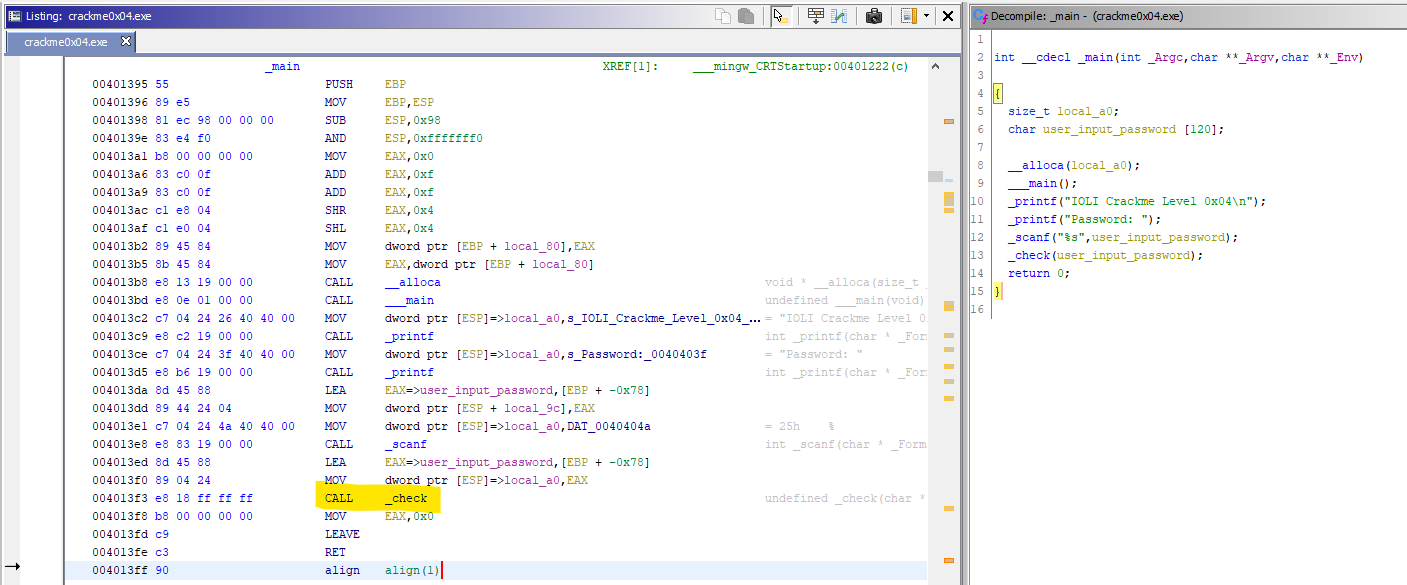 Listing: crackme0x04.exe
crackme0x04.exe
_main XREF[1]: ___mingw_CRTStartup:00401222(c)
00401395 55 PUSH EBP
00401396 89 e5 MOV EBP,ESP
00401398 81 ec 98 00 00 00 SUB ESP,0x98
0040139e 83 e4 f0 AND ESP,0xfffffff0
004013a1 b8 00 00 00 00 MOV EAX,0x0
004013a6 83 c0 0f ADD EAX,0xf
004013a9 83 c0 0f ADD EAX,0xf
004013ac c1 e8 04 SHR EAX,0x4
004013af c1 e0 04 SHL EAX,0x4
004013b2 89 45 84 MOV dword ptr [EBP + local_80],EAX
004013b5 8b 45 84 MOV EAX,dword ptr [EBP + local_80]
004013b8 e8 13 19 00 00 CALL __alloca void * __alloca(size_t _
004013bd e8 0e 01 00 00 CALL ___main undefined ___main(void)
004013c2 c7 04 24 26 40 40 00 MOV dword ptr [ESP]=>local_a0,s_IOLI_Crackme_Level_0x04_... = "IOLI Crackme Level 0
004013c9 e8 c2 19 00 00 CALL _printf int _printf(char * _For
004013ce c7 04 24 3f 40 40 00 MOV dword ptr [ESP]=>local_a0,s_Password:_0040403f = "Password: "
004013d5 e8 b6 19 00 00 CALL _printf int _printf(char * _For
004013da 8d 45 88 LEA EAX=>user_input_password,[EBP + -0x78]
004013dd 89 44 24 04 MOV dword ptr [ESP + local_9c],EAX
004013e1 c7 04 24 4a 40 40 00 MOV dword ptr [ESP]=>local_a0,DAT_0040404a = 25h %
004013e8 e8 83 19 00 00 CALL _scanf int _scanf(char * _Form
004013ed 8d 45 88 LEA EAX=>user_input_password,[EBP + -0x78]
004013f0 89 04 24 MOV dword ptr [ESP]=>local_a0,EAX
004013f3 e8 18 ff ff ff CALL _check undefined _check(char *
004013f8 b8 00 00 00 00 MOV EAX,0x0
004013fd c9 LEAVE
004013fe c3 RET
004013ff 90 align align(1)
Decompile: _main - (crackme0x04.exe)
1
2 int __cdecl _main(int _Argc,char **_Argv,char **_Env)
3
4 {
5 size_t local_a0;
6 char user_input_password [120];
7
8 __alloca(local_a0);
9 ___main();
10 _printf("IOLI Crackme Level 0x04\n");
11 _printf("Password: ");
12 _scanf("%s",user_input_password);
13 _check(user_input_password);
14 return 0;
15 }
16